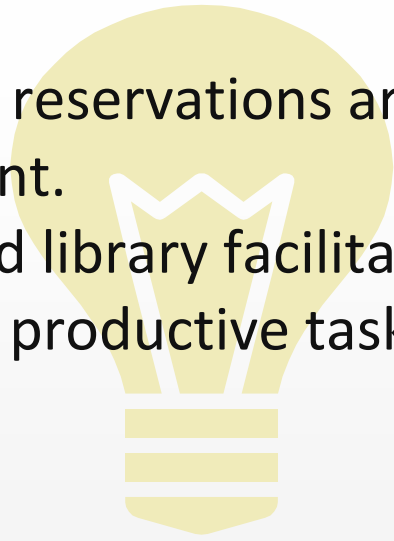 reservations ar
nt.
d library facilita
productive task